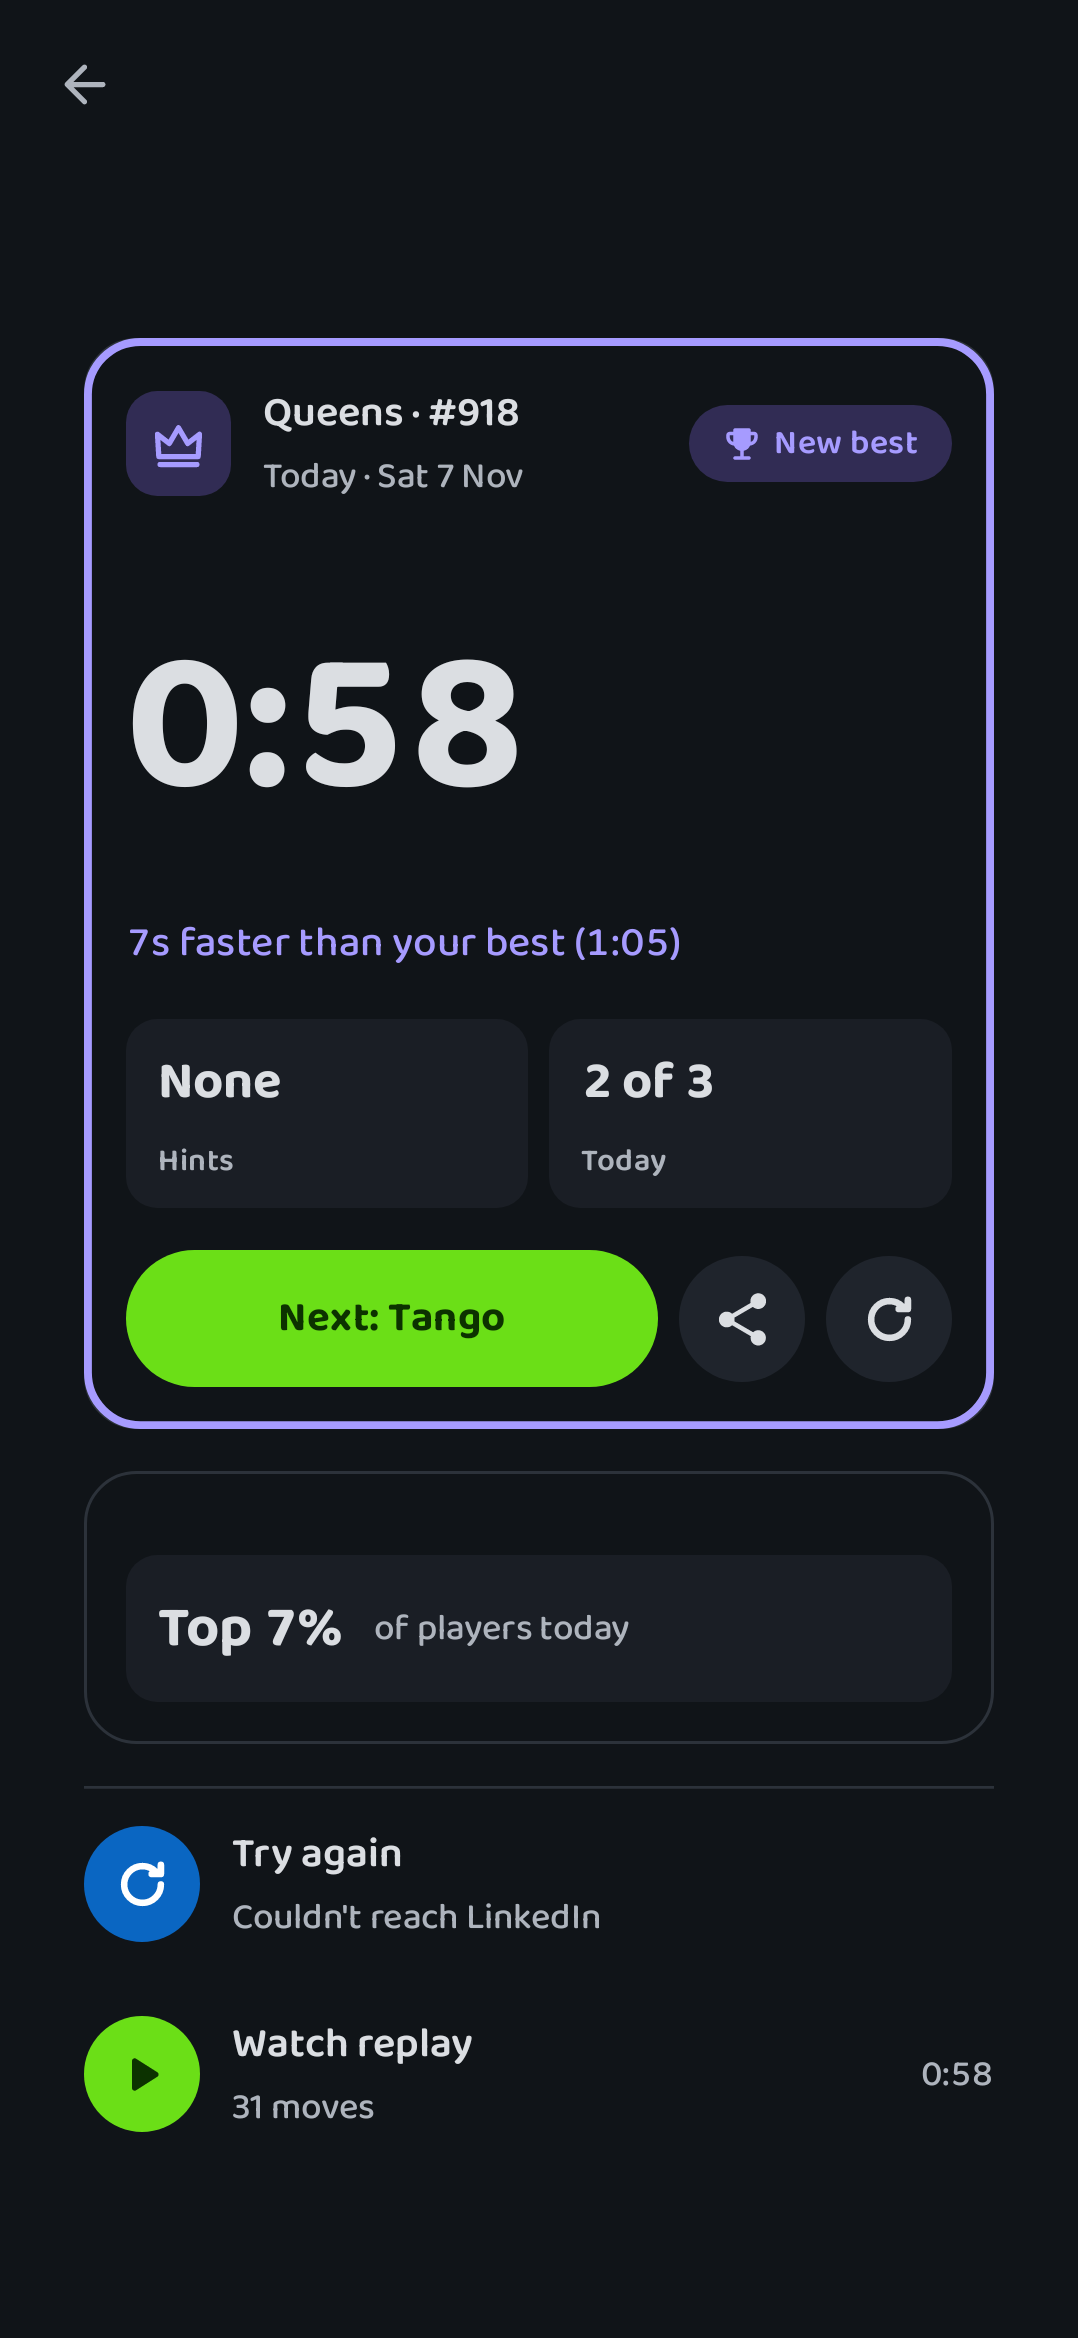 Queens · #918
Today · Sat 7 Nov
New best
0:58
7s faster than your best (1:05)
None
Hints
2 of 3
Today
Next: Tango
Top 7% of players today
Try again
Couldn't reach LinkedIn
Watch replay
31 moves
0:58